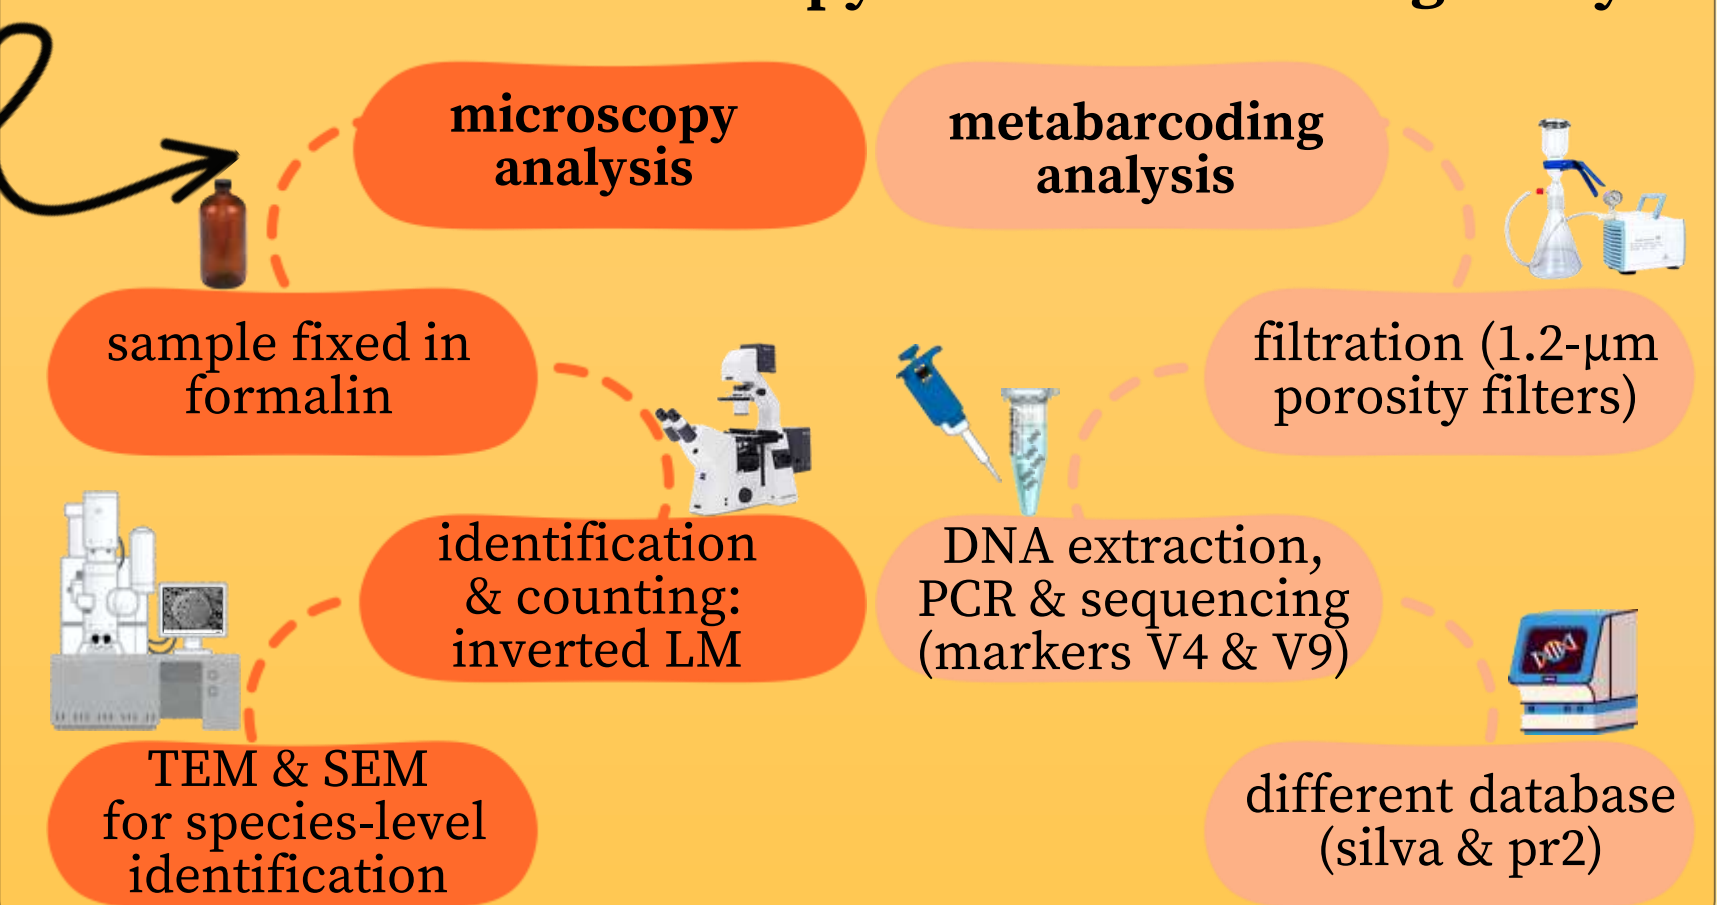 microscopy
analysis
sample fixed in
formalin
identification
& counting:
inverted LM
TEM & SEM
for species-level
identification
metabarcoding
analysis
filtration (1.2-µm
porosity filters)
DNA extraction,
PCR & sequencing
(markers V4 & V9)
different database
(silva & pr2)